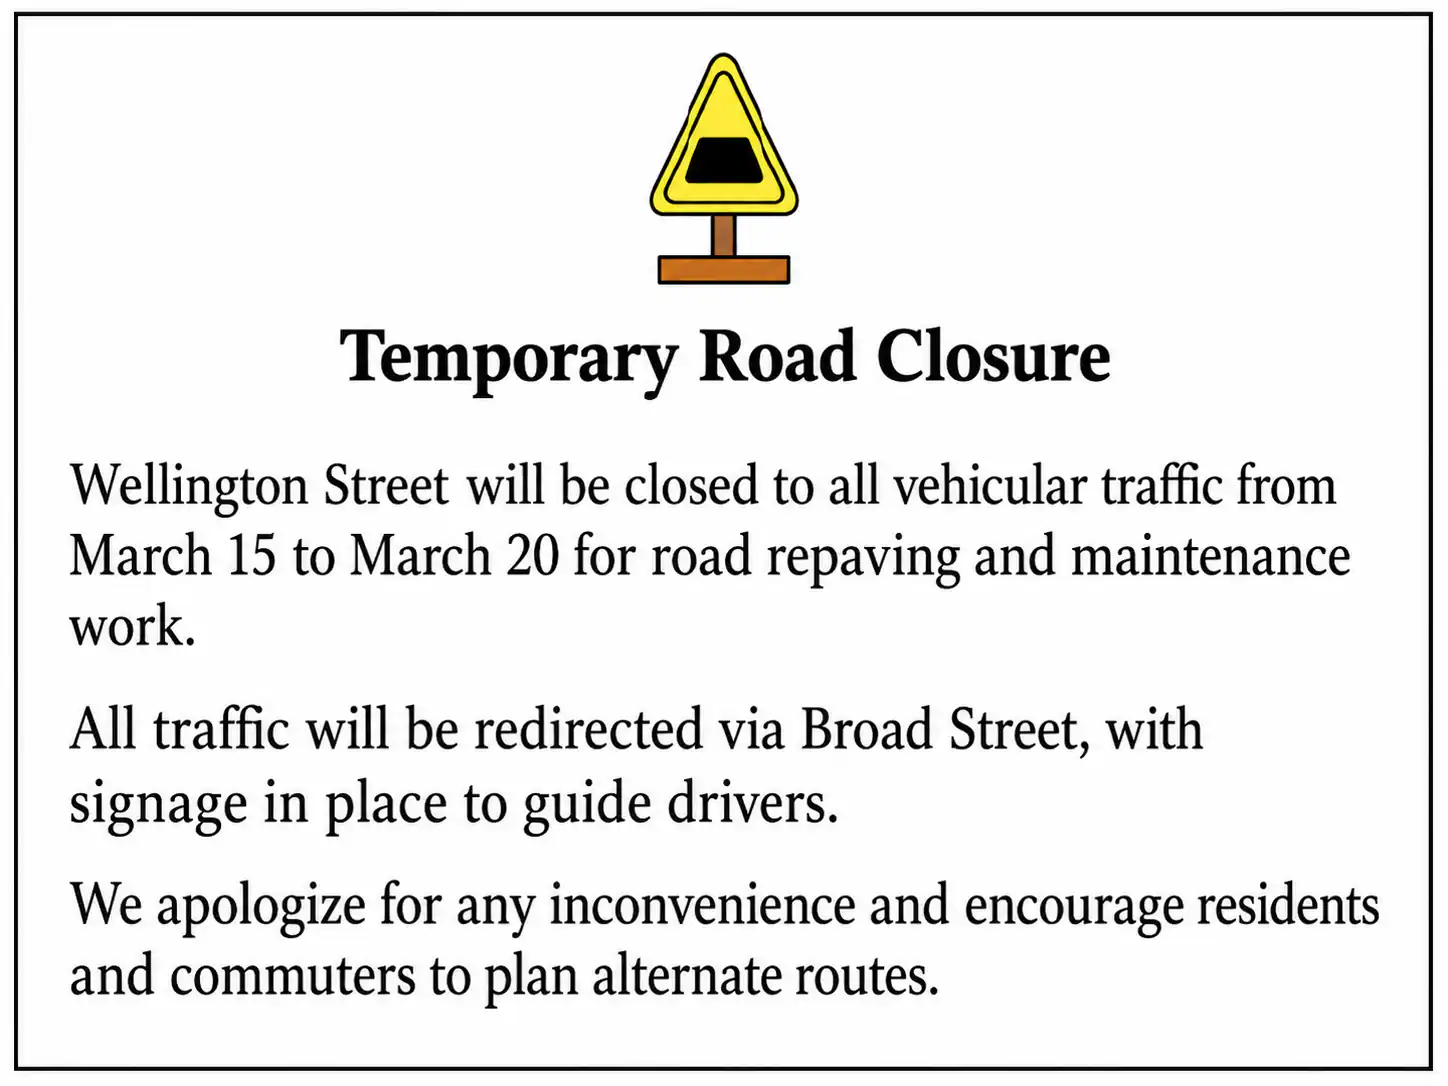 Temporary Road Closure
Wellington Street will be closed to all vehicular traffic from
March 15 to March 20 for road repaving and maintenance
work.
All traffic will be redirected via Broad Street, with
signage in place to guide drivers.
We apologize for any inconvenience and encourage residents
and commuters to plan alternate routes.